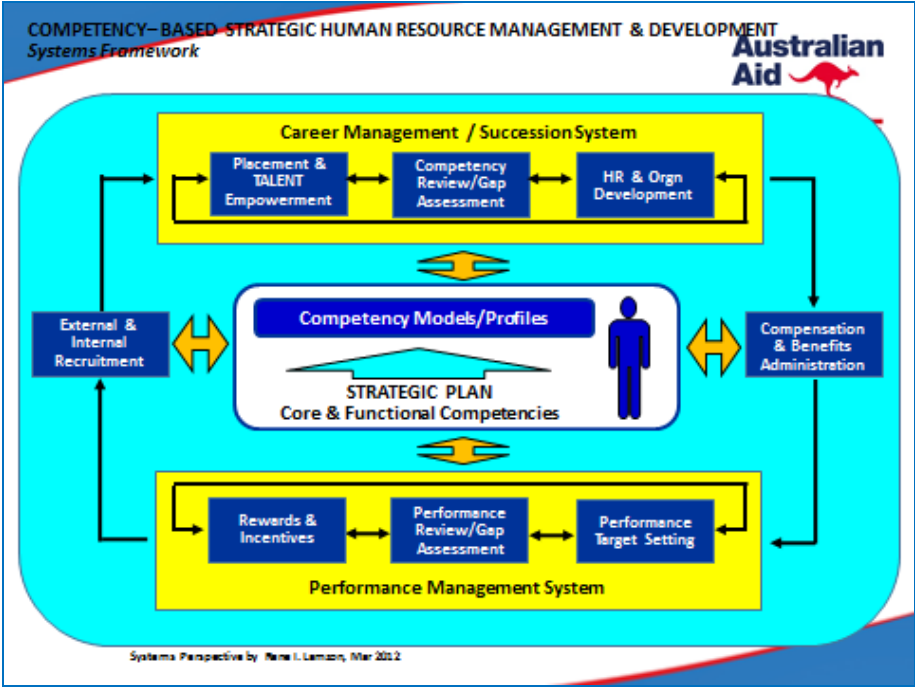 COMPETENCY– BASED STRATEGIC HUMAN RESOURCE MANAGEMENT & DEVELOPMENT
Systems Framework
Australian
Aid
Career Management / Succession System
Placement &
TALENT
Empowerment
Competency
Review/Gap
Assessment
HR & Orgn
Development
External &
Internal
Recruitment
Competency Models/Profiles
STRATEGIC PLAN
Core & Functional Competencies
Compensation
& Benefits
Administration
Rewards &
Incentives
Performance
Review/Gap
Assessment
Performance
Target Setting
Performance Management System
Systems Perspective by Rene I. Lamzon, Mar 2012